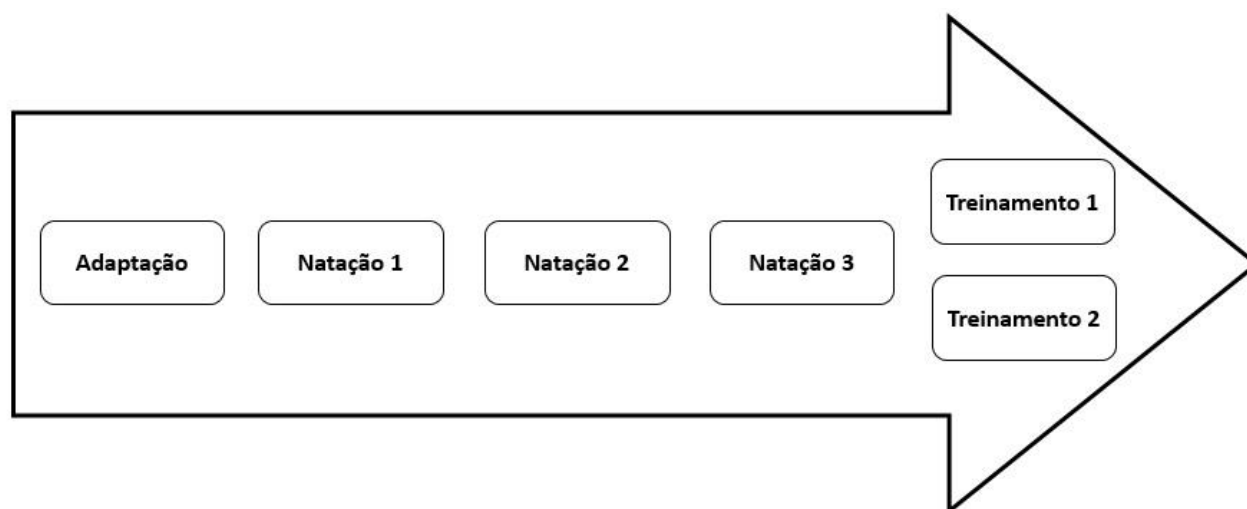 Adaptação
Natação 1
Natação 2
Natação 3
Treinamento 1
Treinamento 2